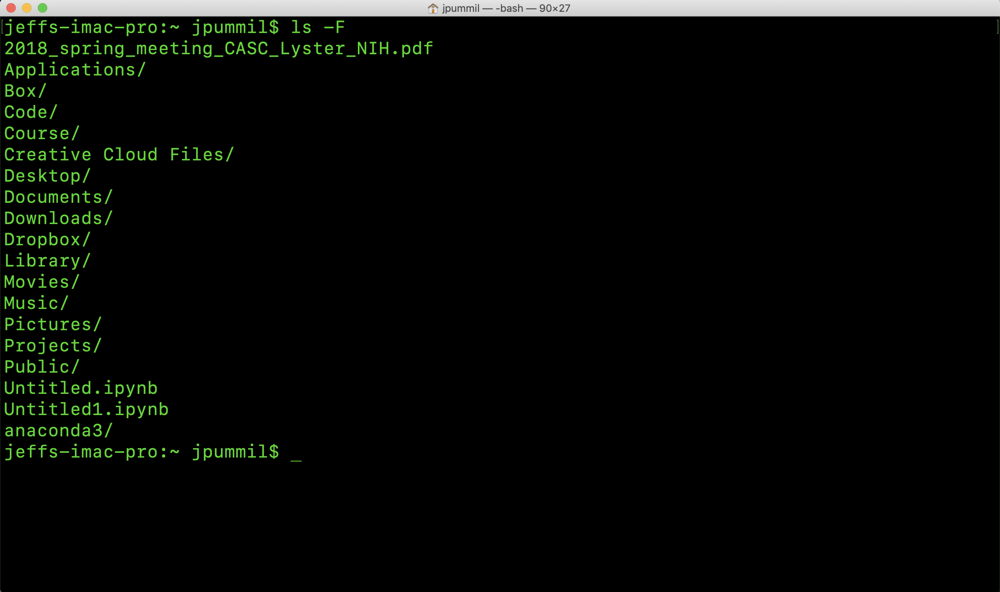 jpummil — -bash — 90×27
jeffs-imac-pro:~ jpummil$ ls -F
2018_spring_meeting_CASC_Lyster_NIH.pdf
Applications/
Box/
Code/
Course/
Creative Cloud Files/
Desktop/
Documents/
Downloads/
Dropbox/
Library/
Movies/
Music/
Pictures/
Projects/
Public/
Untitled.ipynb
Untitled1.ipynb
anaconda3/
jeffs-imac-pro:~ jpummil$ _